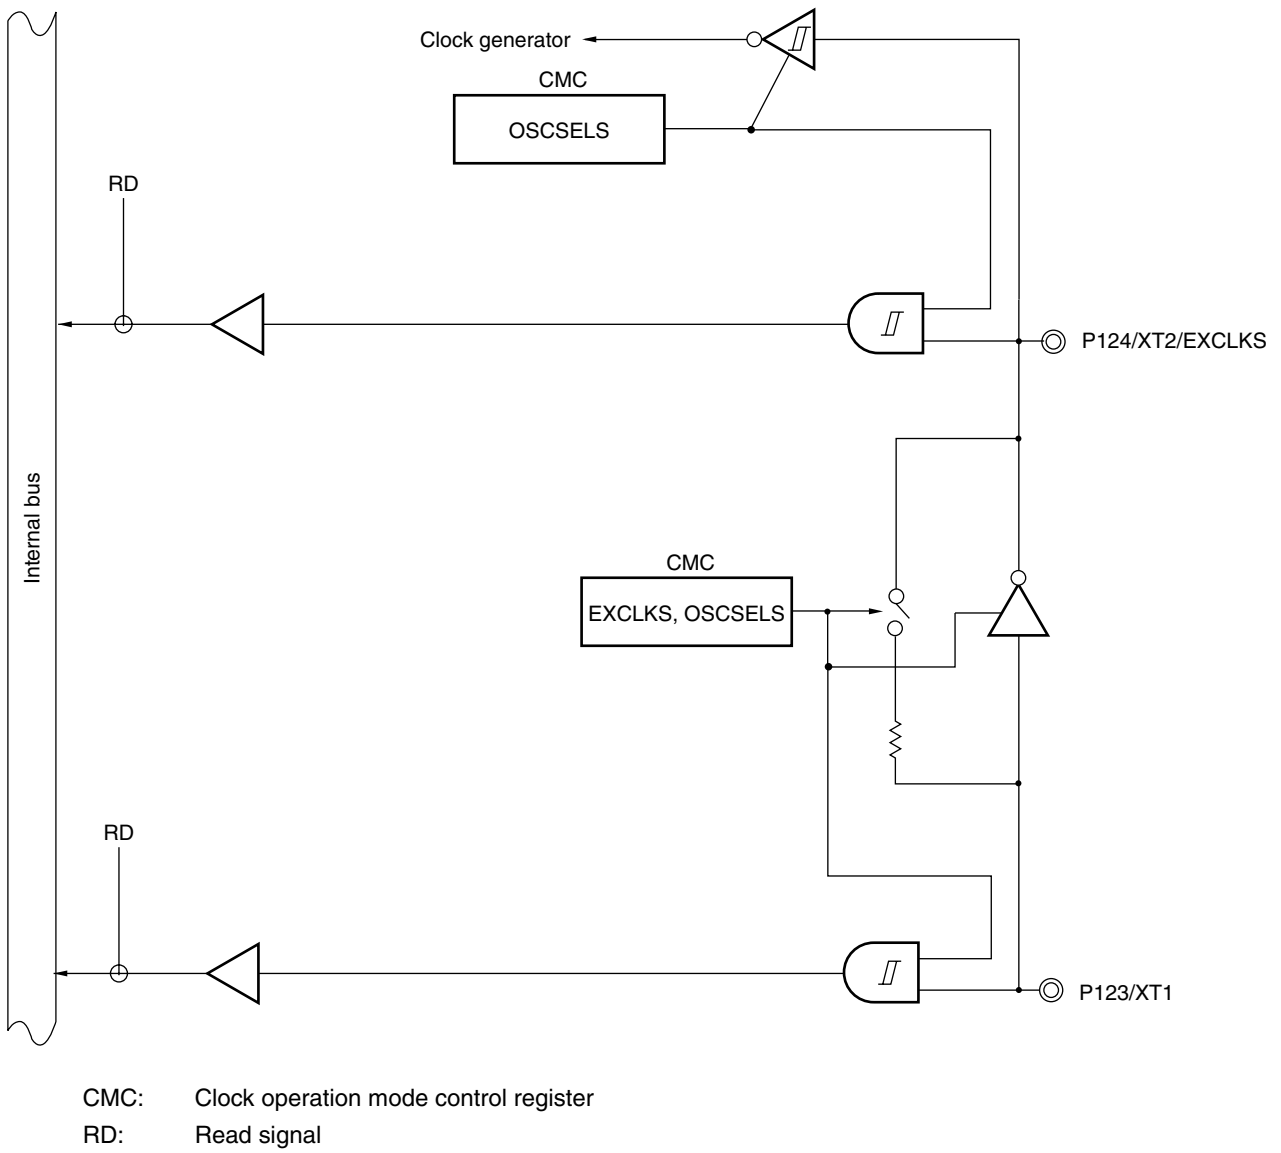 Clock generator
CMC
OSCSELS
RD
P124/XT2/EXCLKS
Internal bus
CMC
EXCLKS, OSCSELS
RD
P123/XT1
CMC: Clock operation mode control register
RD: Read signal